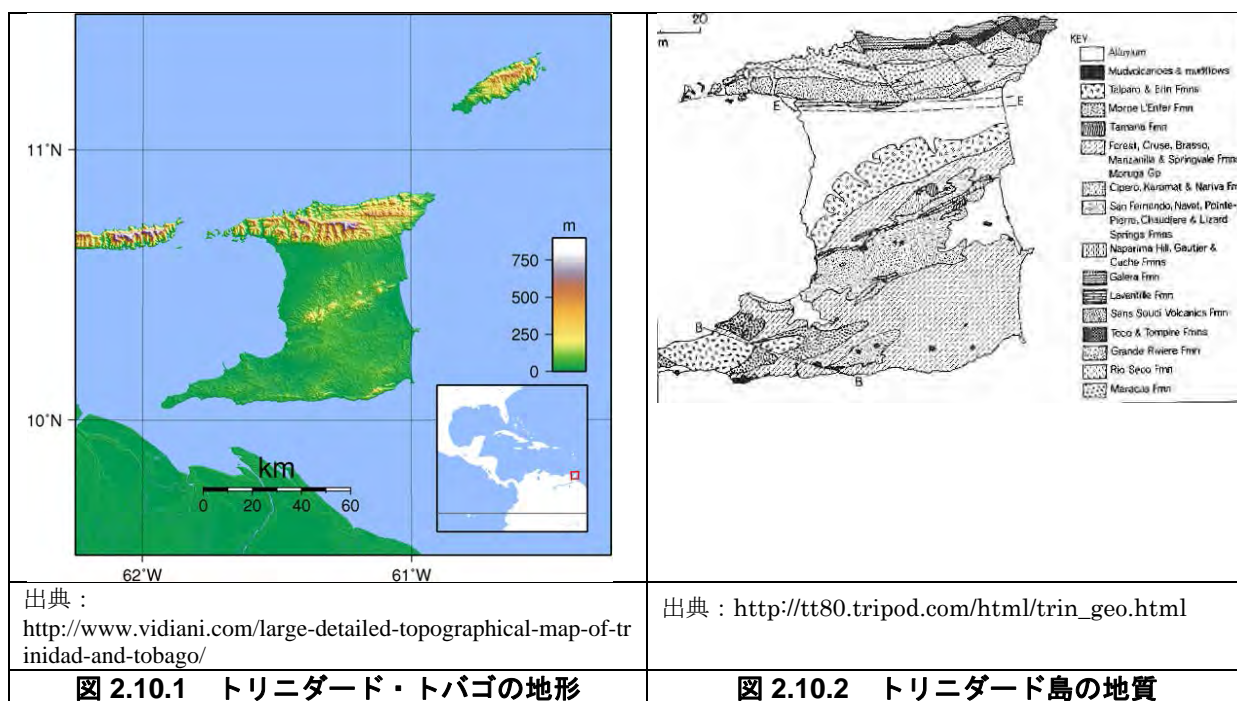 11°N
10°N
62°W
61°W
m
750
500
250
0
km
0 20 40 60
20
m
KEY
Alluvium
Mudvolcanoes & mudflows
Talparo & Erin Fmns
Morne L'Enfer Fmn
Tamana Fmn
Forest, Cruse, Brasso,
Manzanilla & Springvale Fmns
Moruga Gp
Cipero, Karamat & Nariva Fm
San Fernando, Navet, Pointe-
Pierre, Chaudiere & Lizard
Springs Fmns
Naparima Hill, Gautier &
Cuche Fmns
Galera Fmn
Laventille Fmn
Sans Souci Volcanics Fmn
Toco & Tompire Fmns
Grande Riviere Fmn
Rio Seco Fmn
Maracas Fmn
E
E
B
B
出典：
http://www.vidiani.com/large-detailed-topographical-map-of-tr
inidad-and-tobago/
出典：http://tt80.tripod.com/html/trin_geo.html
図 2.10.1 トリニダード・トバゴの地形
図 2.10.2 トリニダード島の地質